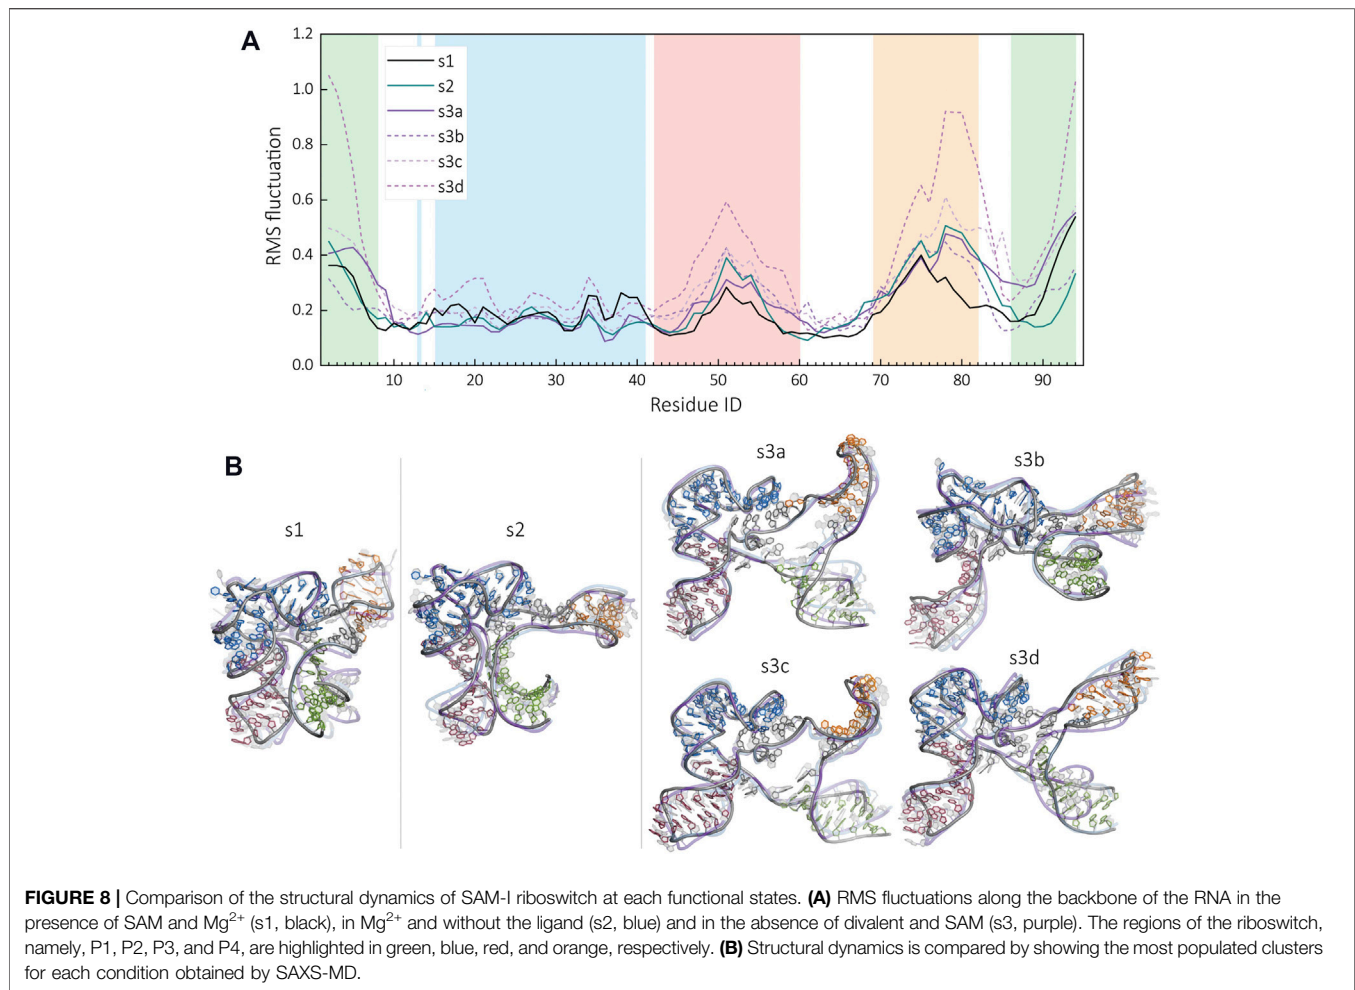 A
1.2
1.0
0.8
0.6
0.4
0.2
0.0
RMS fluctuation
s1
s2
s3a
s3b
s3c
s3d
10 20 30 40 50 60 70 80 90
Residue ID
B
s1
s2
s3a
s3b
s3c
s3d
FIGURE 8 | Comparison of the structural dynamics of SAM-I riboswitch at each functional states. (A) RMS fluctuations along the backbone of the RNA in the
presence of SAM and Mg²⁺ (s1, black), in Mg²⁺ and without the ligand (s2, blue) and in the absence of divalent and SAM (s3, purple). The regions of the riboswitch,
namely, P1, P2, P3, and P4, are highlighted in green, blue, red, and orange, respectively. (B) Structural dynamics is compared by showing the most populated clusters
for each condition obtained by SAXS-MD.